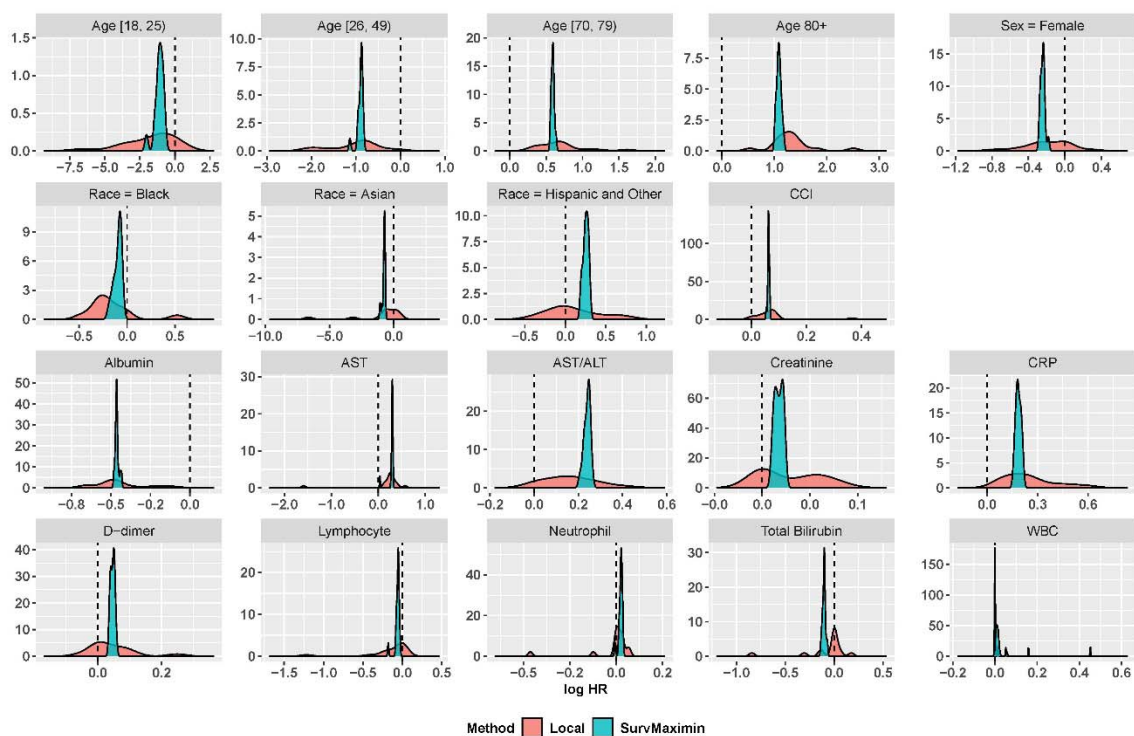 Age [18, 25) Age [26, 49) Age [70, 79) Age 80+ Sex = Female
1.5 1.0 0.5 0.0
10.0 7.5 5.0 2.5 0.0
20 15 10 5 0
7.5 5.0 2.5 0.0
15 10 5 0
−7.5 −5.0 −2.5 0.0 2.5
−3.0 −2.0 −1.0 0.0 1.0
0.0 0.5 1.0 1.5 2.0
0.0 1.0 2.0 3.0
−1.2 −0.8 −0.4 0.0 0.4
Race = Black Race = Asian Race = Hispanic and Other CCI
9 6 3 0
5 4 3 2 1 0
10.0 7.5 5.0 2.5 0.0
100 50 0
−0.5 0.0 0.5
−10.0 −5.0 0.0
−0.5 0.0 0.5 1.0
0.0 0.2 0.4
Albumin AST AST/ALT Creatinine CRP
50 40 30 20 10 0
30 20 10 0
20 10 0
60 40 20 0
20 15 10 5 0
−0.8 −0.4 0.0
−2.0 −1.0 0.0 1.0
−0.2 0.0 0.2 0.4 0.6
−0.0 0.0 0.0 0.1
0.0 0.3 0.6
D−dimer Lymphocyte Neutrophil Total Bilirubin WBC
40 30 20 10 0
20 10 0
40 20 0
30 20 10 0
150 100 50 0
0.0 0.2
−1.5 −1.0 −0.5 0.0 0.5
−0.5 −0.2 0.0 0.2
−1.0 −0.5 0.0 0.5
−0.2 0.0 0.2 0.4 0.6
log HR
Method Local SurvMaximin